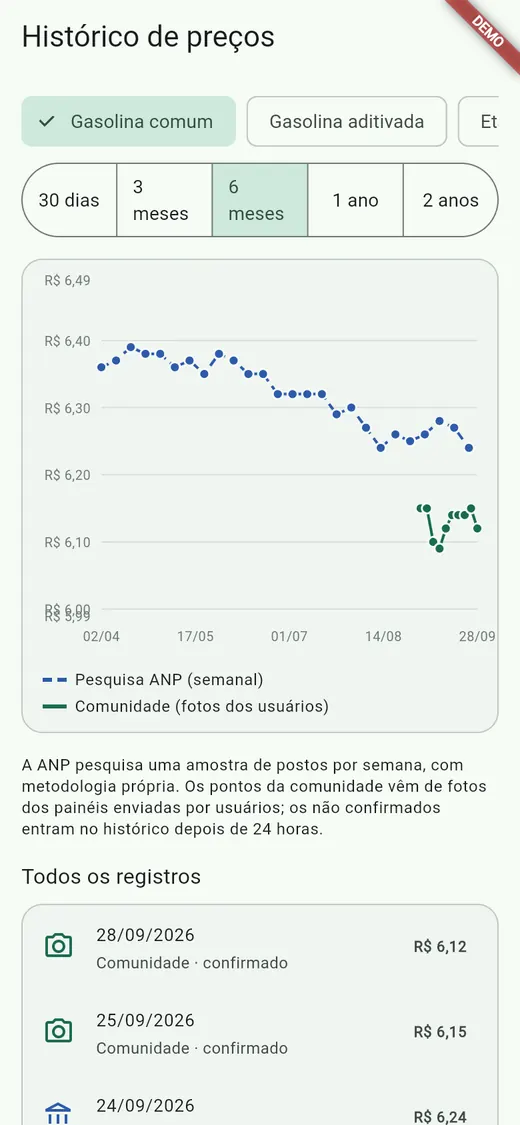 Histórico de preços
DEMO
Gasolina comum
Gasolina aditivada
Et
30 dias
3
meses
6
meses
1 ano
2 anos
R$ 6,49
R$ 6,40
R$ 6,30
R$ 6,20
R$ 6,10
R$ 6,00
R$ 5,99
02/04
17/05
01/07
14/08
28/09
Pesquisa ANP (semanal)
Comunidade (fotos dos usuários)
A ANP pesquisa uma amostra de postos por semana, com
metodologia própria. Os pontos da comunidade vêm de fotos
dos painéis enviadas por usuários; os não confirmados
entram no histórico depois de 24 horas.
Todos os registros
28/09/2026
Comunidade · confirmado
R$ 6,12
25/09/2026
Comunidade · confirmado
R$ 6,15
24/09/2026
R$ 6,24